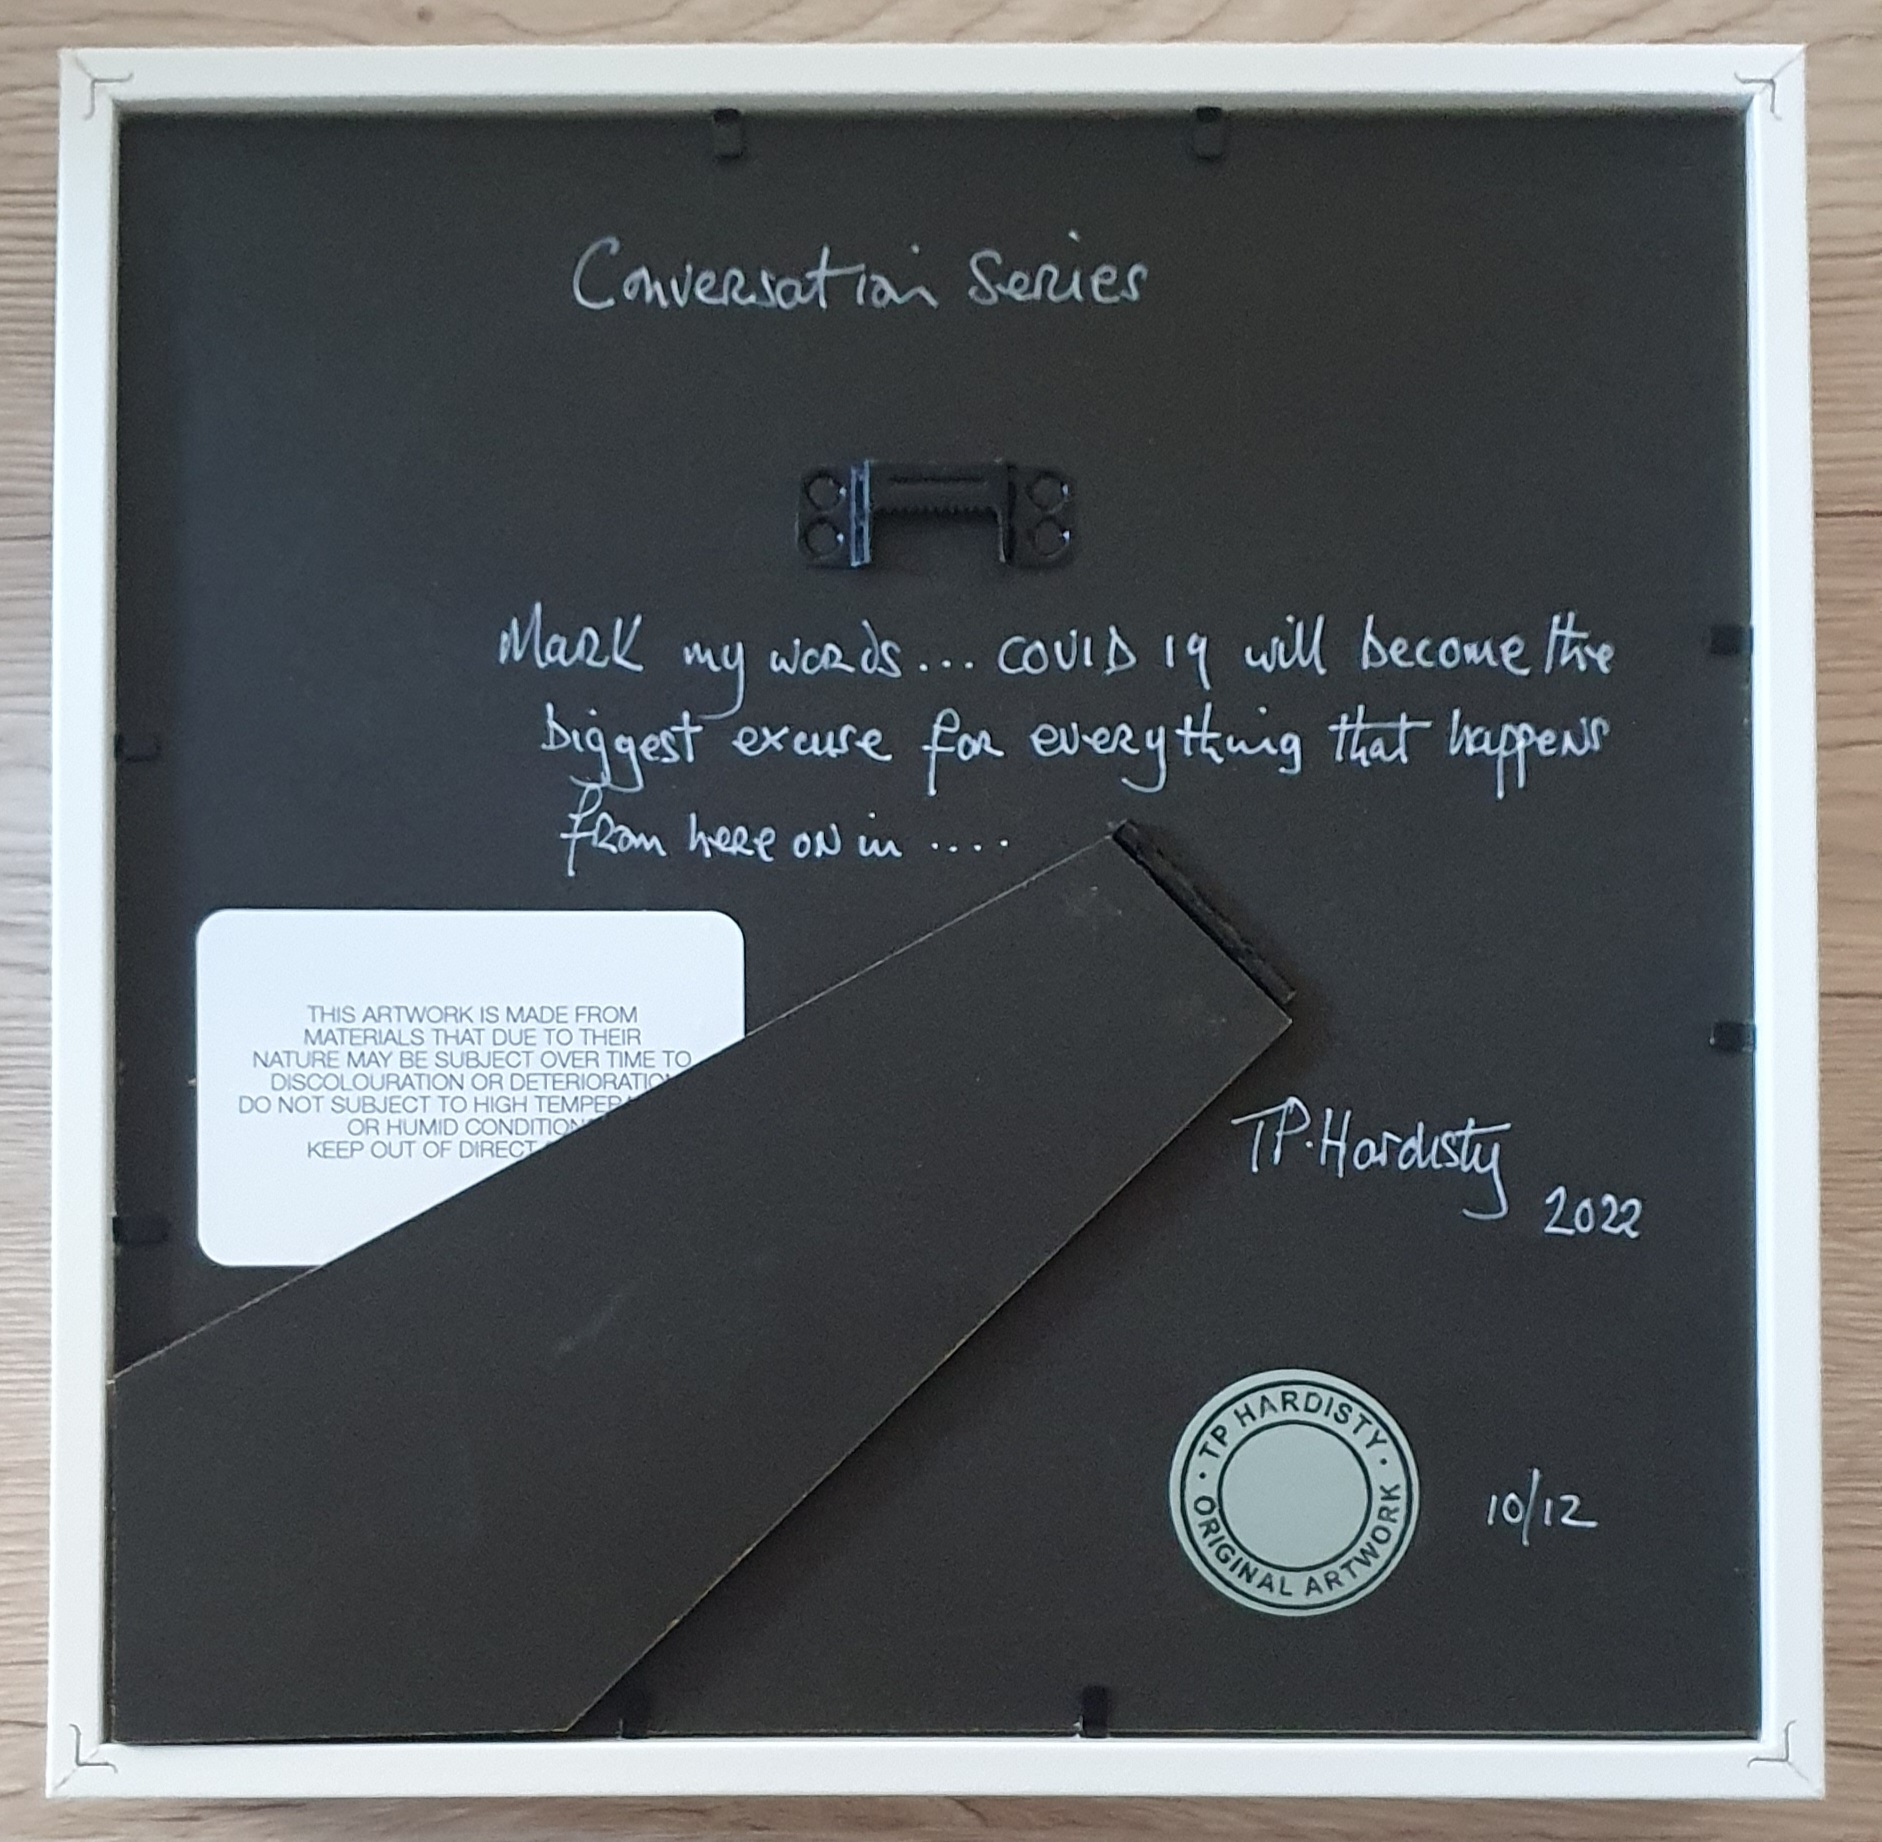 Conversation Series
Mark my words... COVID 19 will become the
biggest excuse for everything that happens
from here on in ....
THIS ARTWORK IS MADE FROM
MATERIALS THAT DUE TO THEIR
NATURE MAY BE SUBJECT OVER TIME TO
DISCOLOURATION OR DETERIORATION
DO NOT SUBJECT TO HIGH
OR HUMID
KEEP OUT OF DIRECT
TP.Hardisty
2022
· TP HARDISTY ·
ORIGINAL ARTWORK
10/12